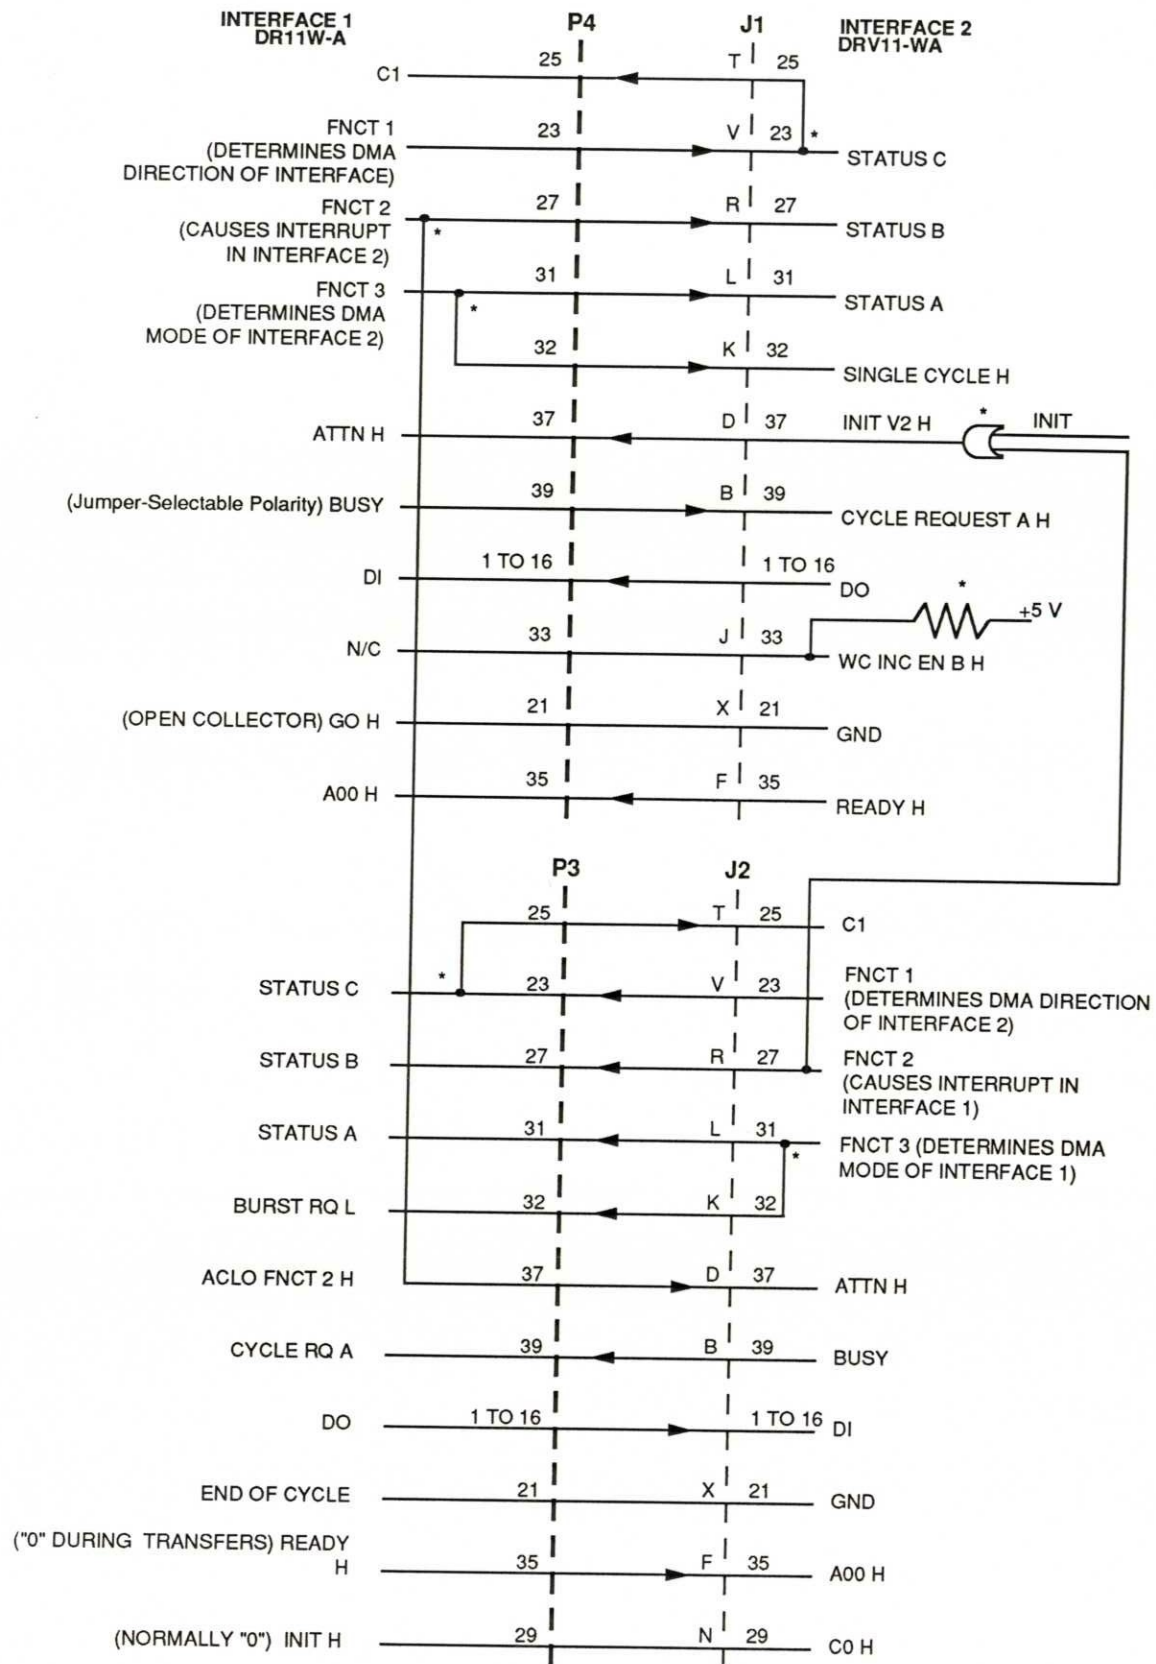 INTERFACE 1
DR11W-A
P4
J1
INTERFACE 2
DRV11-WA
C1
25
T
25
FNCT 1
(DETERMINES DMA
DIRECTION OF INTERFACE)
23
V
23
*
STATUS C
FNCT 2
(CAUSES INTERRUPT
IN INTERFACE 2)
*
27
R
27
STATUS B
FNCT 3
(DETERMINES DMA
MODE OF INTERFACE 2)
*
31
L
31
STATUS A
32
K
32
SINGLE CYCLE H
ATTN H
37
D
37
INIT V2 H
*
INIT
(Jumper-Selectable Polarity) BUSY
39
B
39
CYCLE REQUEST A H
DI
1 TO 16
1 TO 16
DO
*
+5 V
N/C
33
J
33
WC INC EN B H
(OPEN COLLECTOR) GO H
21
X
21
GND
A00 H
35
F
35
READY H
P3
J2
25
T
25
C1
STATUS C
*
23
V
23
FNCT 1
(DETERMINES DMA DIRECTION
OF INTERFACE 2)
STATUS B
27
R
27
FNCT 2
(CAUSES INTERRUPT IN
INTERFACE 1)
STATUS A
31
L
31
*
FNCT 3 (DETERMINES DMA
MODE OF INTERFACE 1)
BURST RQ L
32
K
32
ACLO FNCT 2 H
37
D
37
ATTN H
CYCLE RQ A
39
B
39
BUSY
DO
1 TO 16
1 TO 16
DI
END OF CYCLE
21
X
21
GND
("0" DURING TRANSFERS) READY
H
35
F
35
A00 H
(NORMALLY "0") INIT H
29
N
29
C0 H